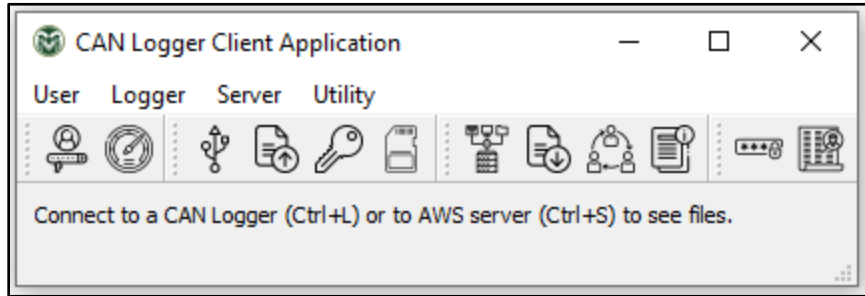 CAN Logger Client Application
User Logger Server Utility
Connect to a CAN Logger (Ctrl+L) or to AWS server (Ctrl+S) to see files.